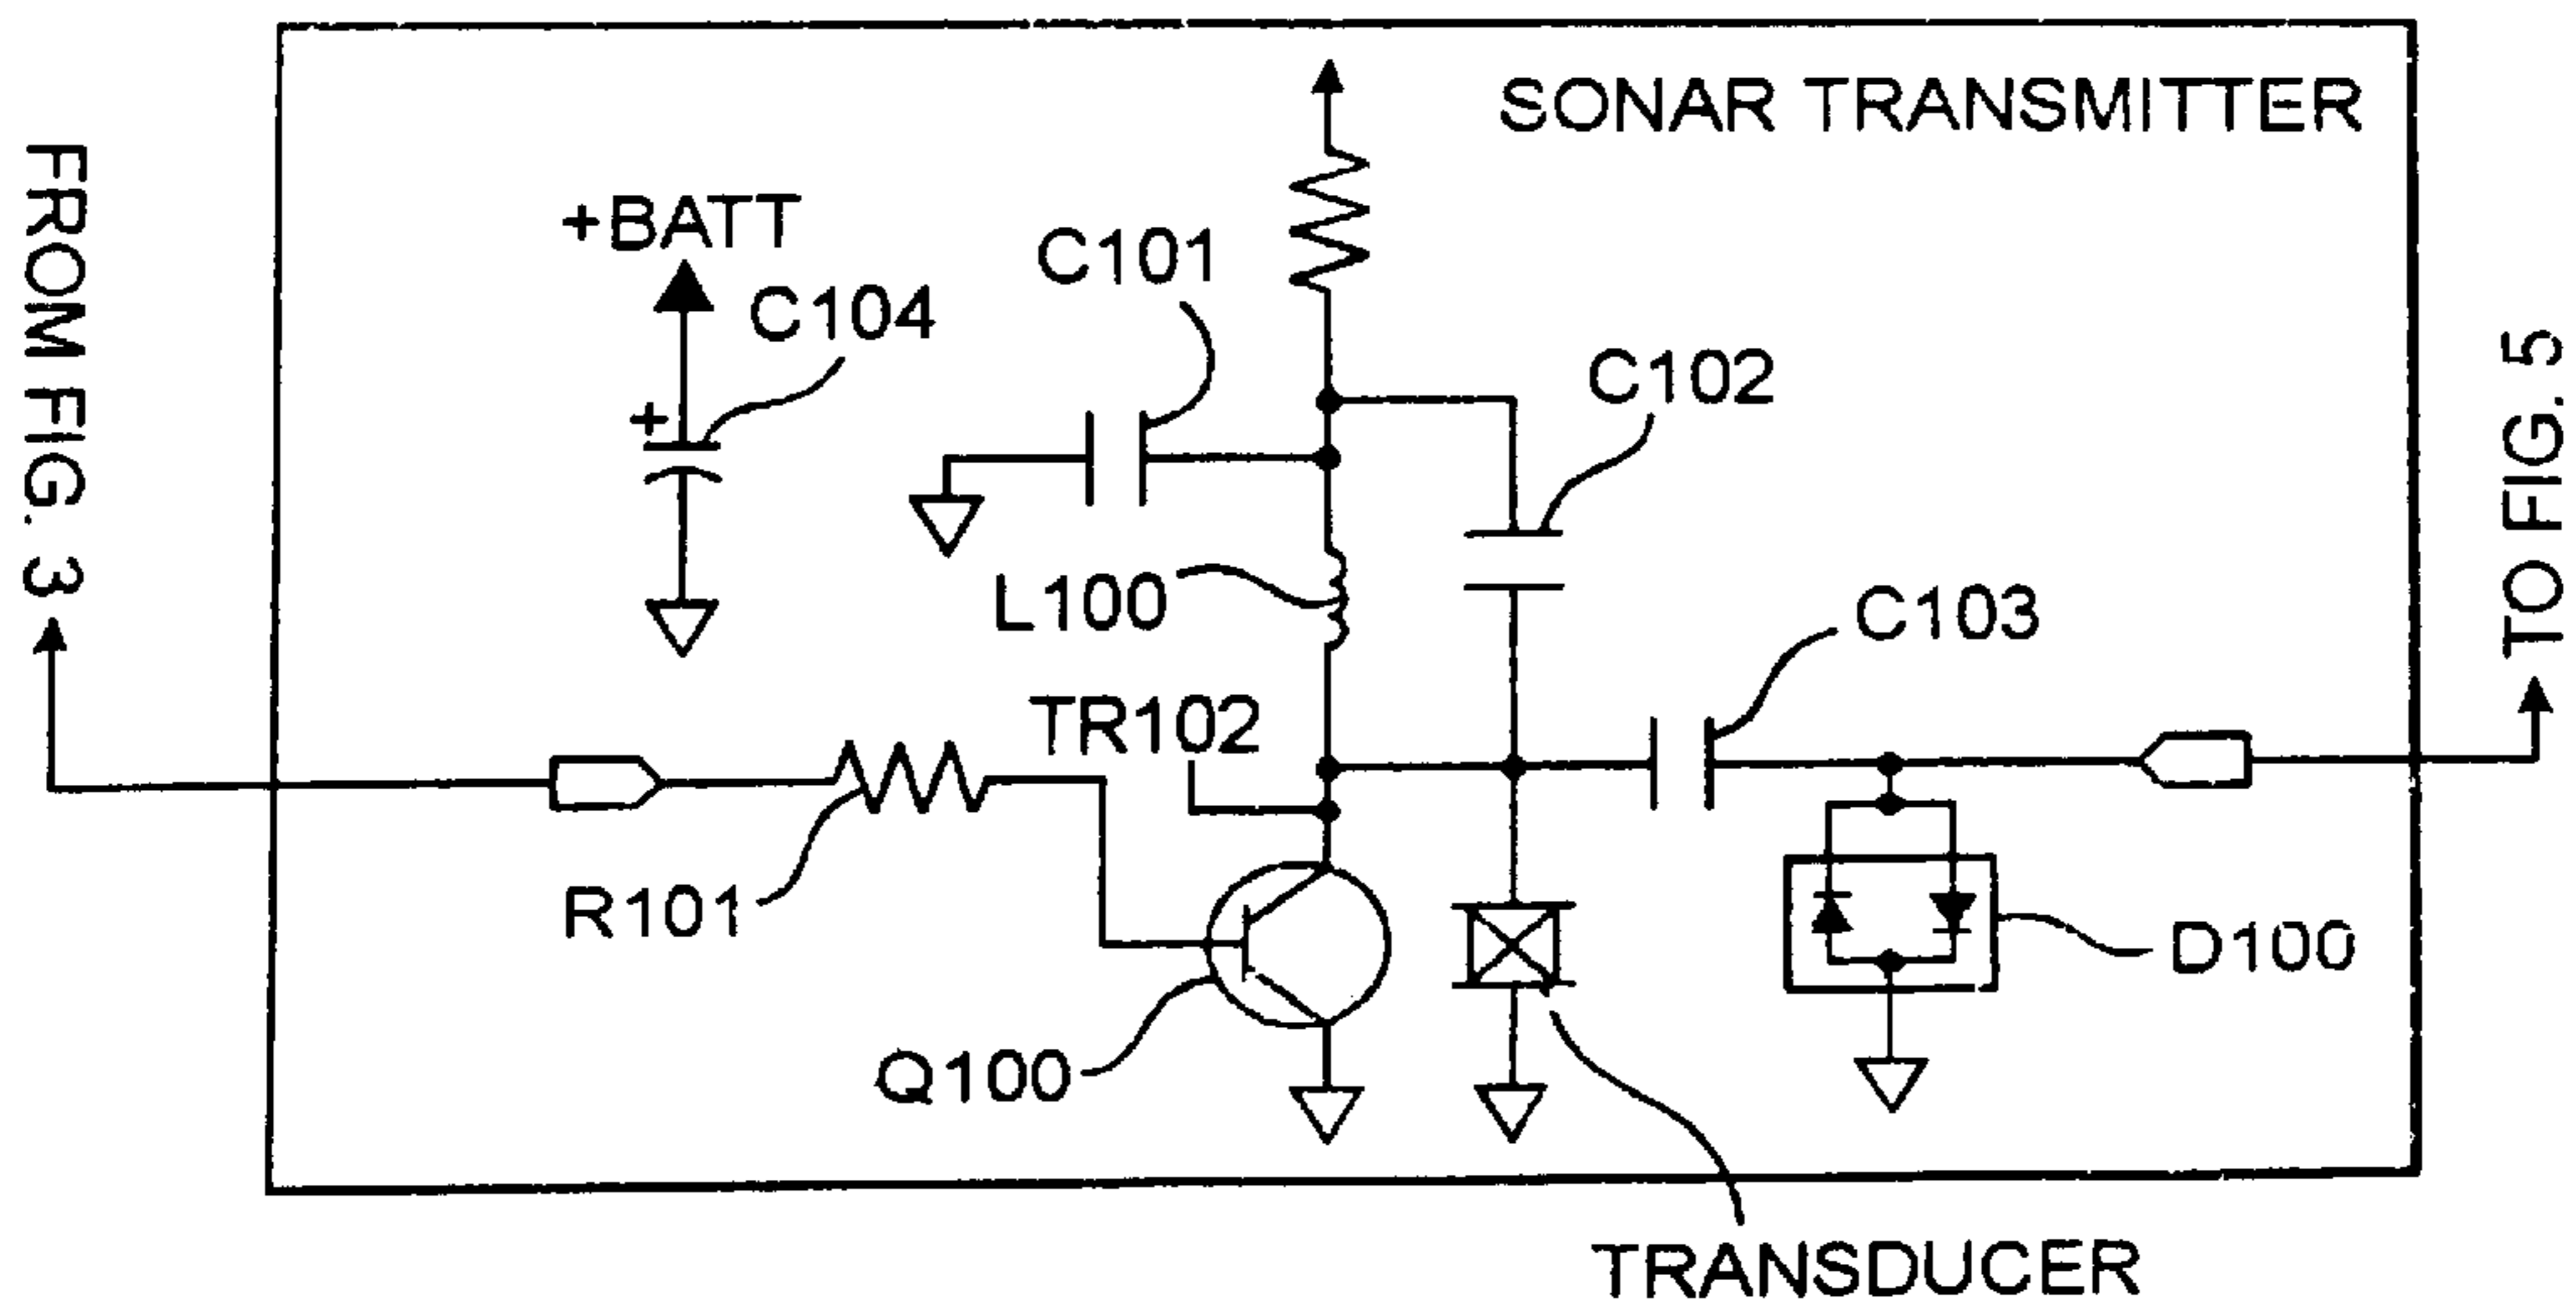 SONAR TRANSMITTER
FROM FIG. 3
+BATT
C104
+
C101
C102
L100
C103
TO FIG. 5
TR102
R101
D100
Q100
TRANSDUCER